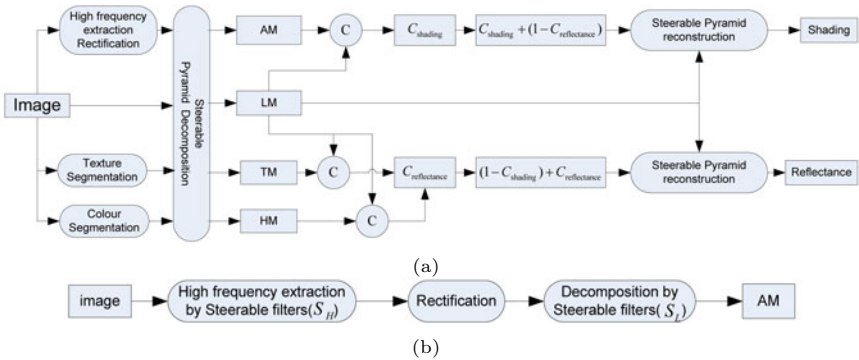 High frequency
extraction
Rectification
AM
C
C_shading
C_shading + (1 − C_reflectance)
Steerable Pyramid
reconstruction
Shading
Image
Steerable
Pyramid Decomposition
LM
Texture
Segmentation
TM
C
C_reflectance
(1 − C_shading) + C_reflectance
Steerable Pyramid
reconstruction
Reflectance
Colour
Segmentation
HM
C
(a)
image
High frequency extraction
by Steerable filters(S_H)
Rectification
Decomposition by
Steerable filters(S_L)
AM
(b)